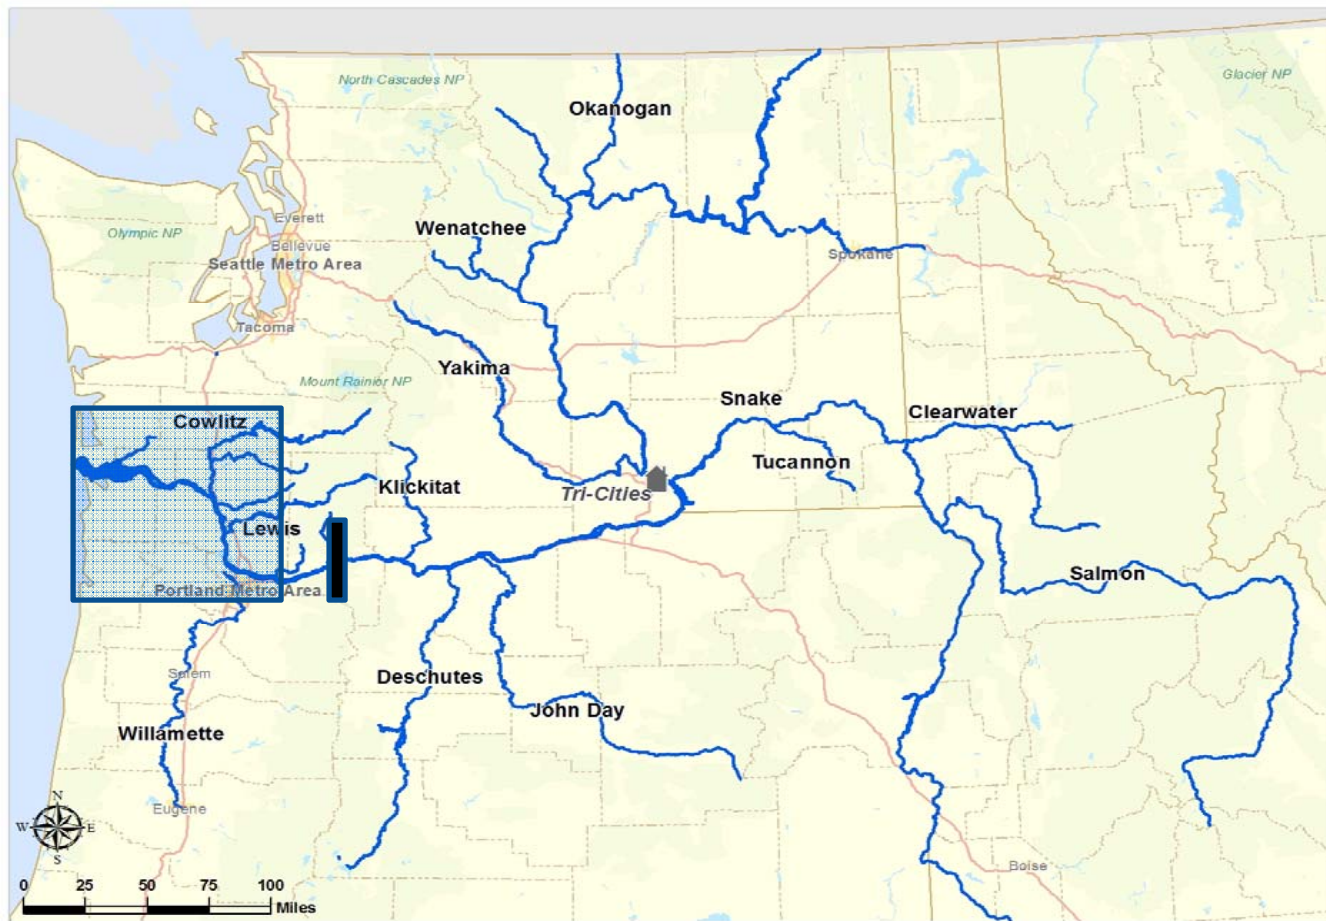 North Cascades NP
Glacier NP
Okanogan
Everett
Wenatchee
Olympic NP
Bellevue
Seattle Metro Area
Spokane
Tacoma
Yakima
Mount Rainier NP
Snake
Clearwater
Cowlitz
Tucannon
Klickitat
Tri-Cities
Lewis
Salmon
Portland Metro Area
Salem
Deschutes
John Day
Willamette
Eugene
N
W E
S
Boise
0 25 50 75 100
Miles